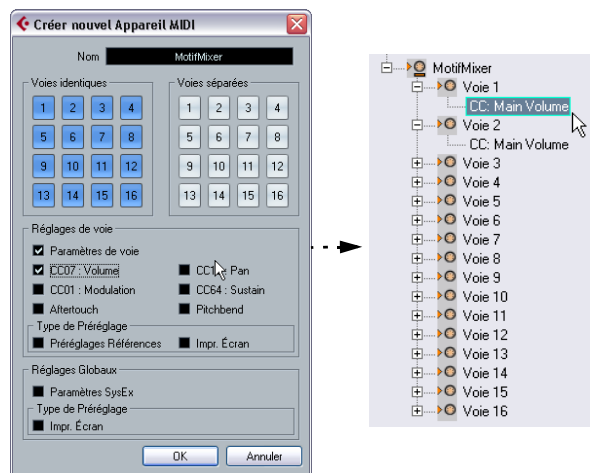 Créer nouvel Appareil MIDI
Nom MotifMixer
Voies identiques
1 2 3 4
5 6 7 8
9 10 11 12
13 14 15 16
Voies séparées
1 2 3 4
5 6 7 8
9 10 11 12
13 14 15 16
Réglages de voie
Paramètres de voie
CC07 : Volume
Pan
CC01 : Modulation
CC64 : Sustain
Aftertouch
Pitchbend
Type de Préréglage
Préréglages Références
Impr. Écran
Réglages Globaux
Paramètres SysEx
Type de Préréglage
Impr. Écran
OK
Annuler
MotifMixer
Voie 1
CC: Main Volume
Voie 2
CC: Main Volume
Voie 3
Voie 4
Voie 5
Voie 6
Voie 7
Voie 8
Voie 9
Voie 10
Voie 11
Voie 12
Voie 13
Voie 14
Voie 15
Voie 16